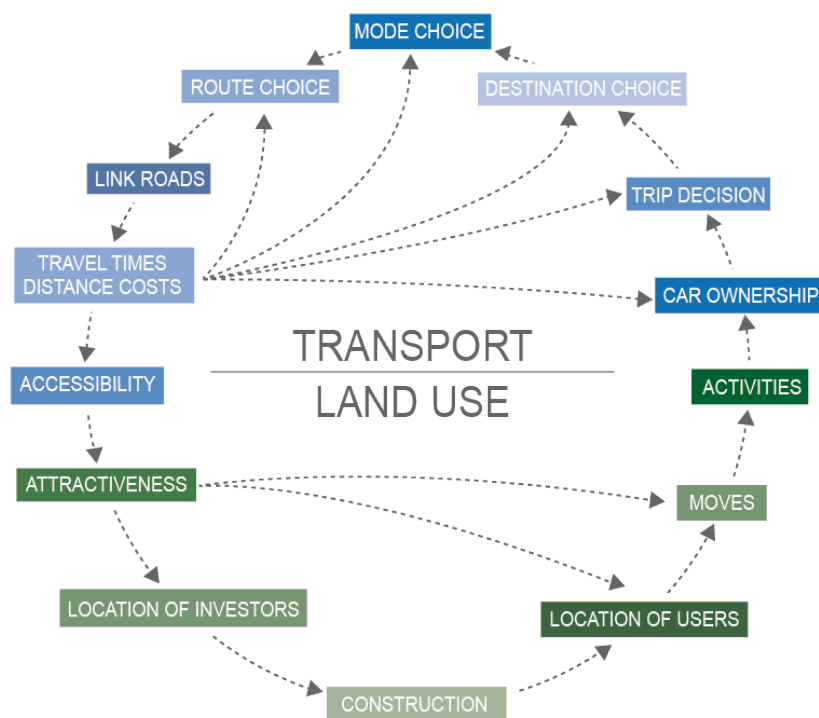 MODE CHOICE
ROUTE CHOICE
DESTINATION CHOICE
LINK ROADS
TRIP DECISION
TRAVEL TIMES
DISTANCE COSTS
CAR OWNERSHIP
TRANSPORT
LAND USE
ACCESSIBILITY
ACTIVITIES
ATTRACTIVENESS
MOVES
LOCATION OF INVESTORS
LOCATION OF USERS
CONSTRUCTION